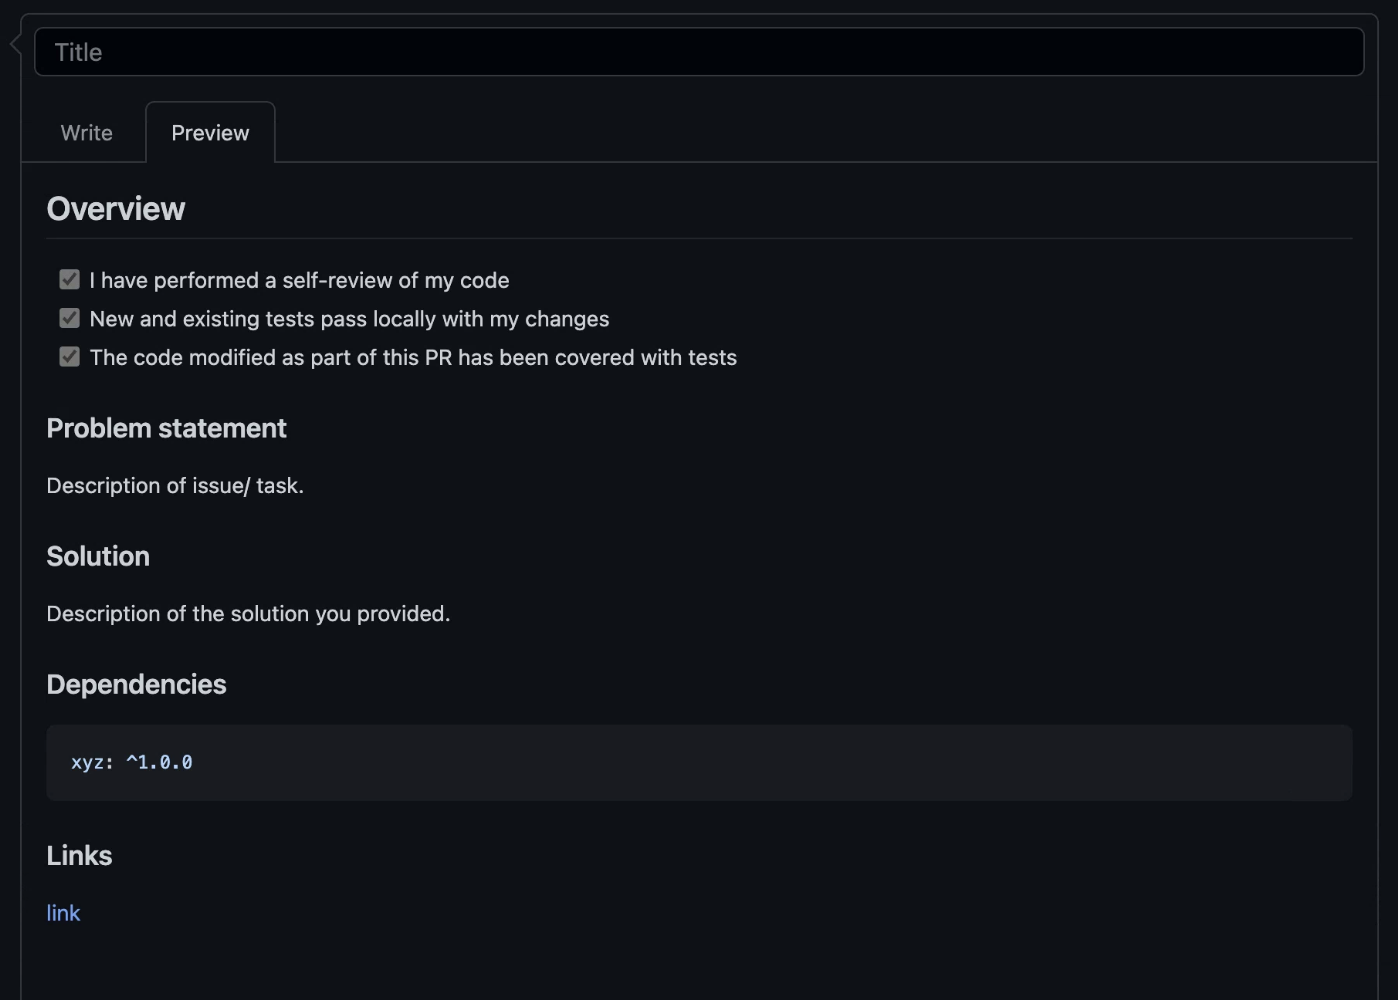 Title
Write Preview
Overview
I have performed a self-review of my code
New and existing tests pass locally with my changes
The code modified as part of this PR has been covered with tests
Problem statement
Description of issue/ task.
Solution
Description of the solution you provided.
Dependencies
xyz: ^1.0.0
Links
link